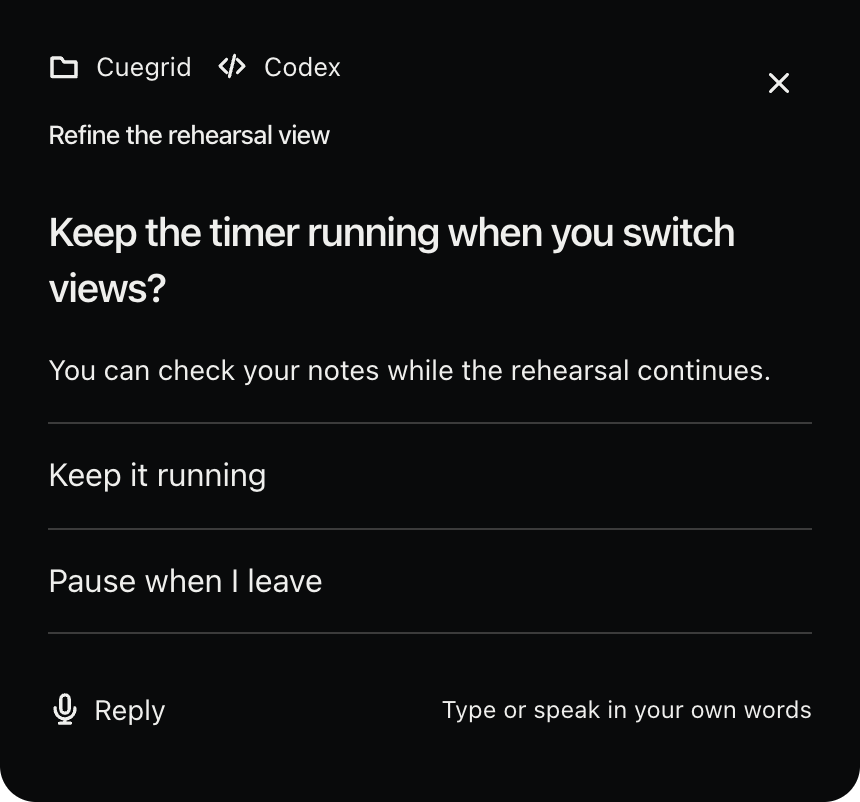 Cuegrid Codex
Refine the rehearsal view
Keep the timer running when you switch
views?
You can check your notes while the rehearsal continues.
Keep it running
Pause when I leave
Reply Type or speak in your own words